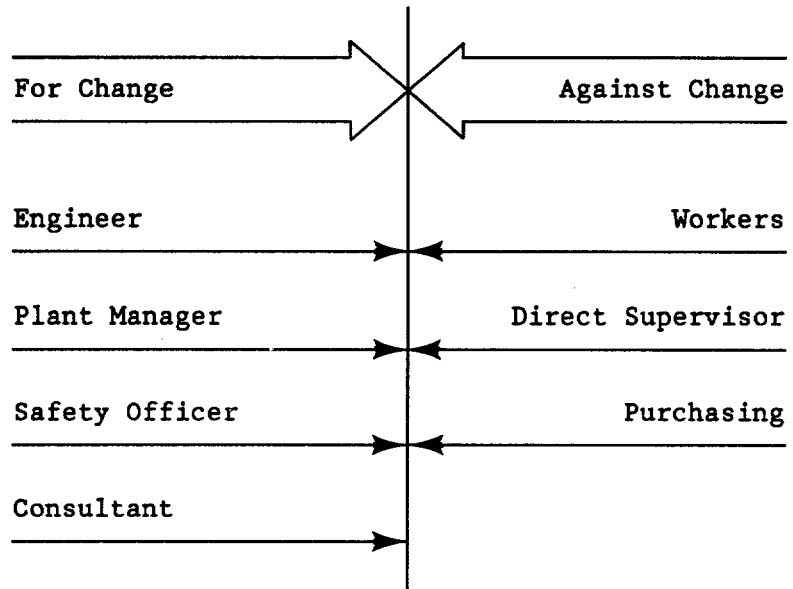 For Change
Against Change
Engineer
Workers
Plant Manager
Direct Supervisor
Safety Officer
Purchasing
Consultant